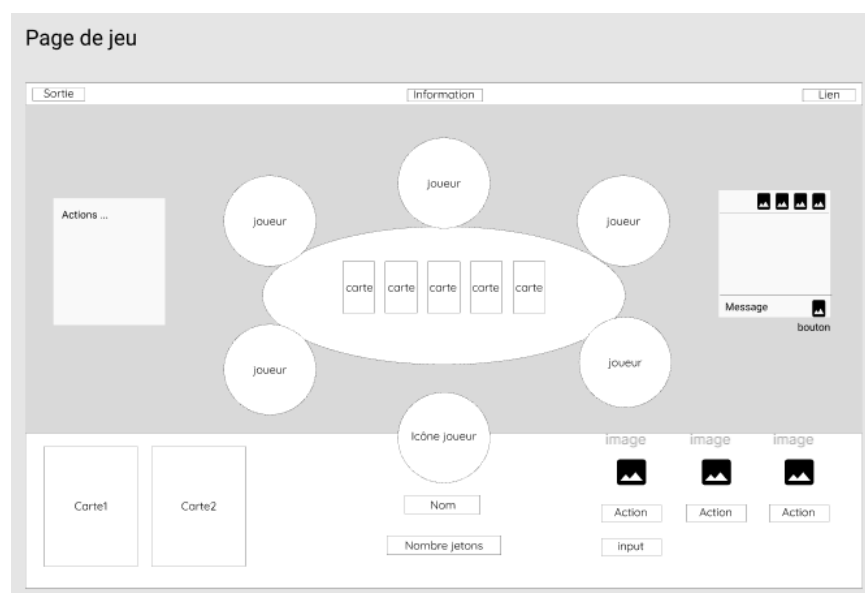 Page de jeu
Sortie
Information
Lien
joueur
joueur
joueur
Actions ...
carte
carte
carte
carte
carte
Message
bouton
joueur
joueur
Icône joueur
image
image
image
Carte1
Carte2
Nom
Action
Action
Action
Nombre jetons
input